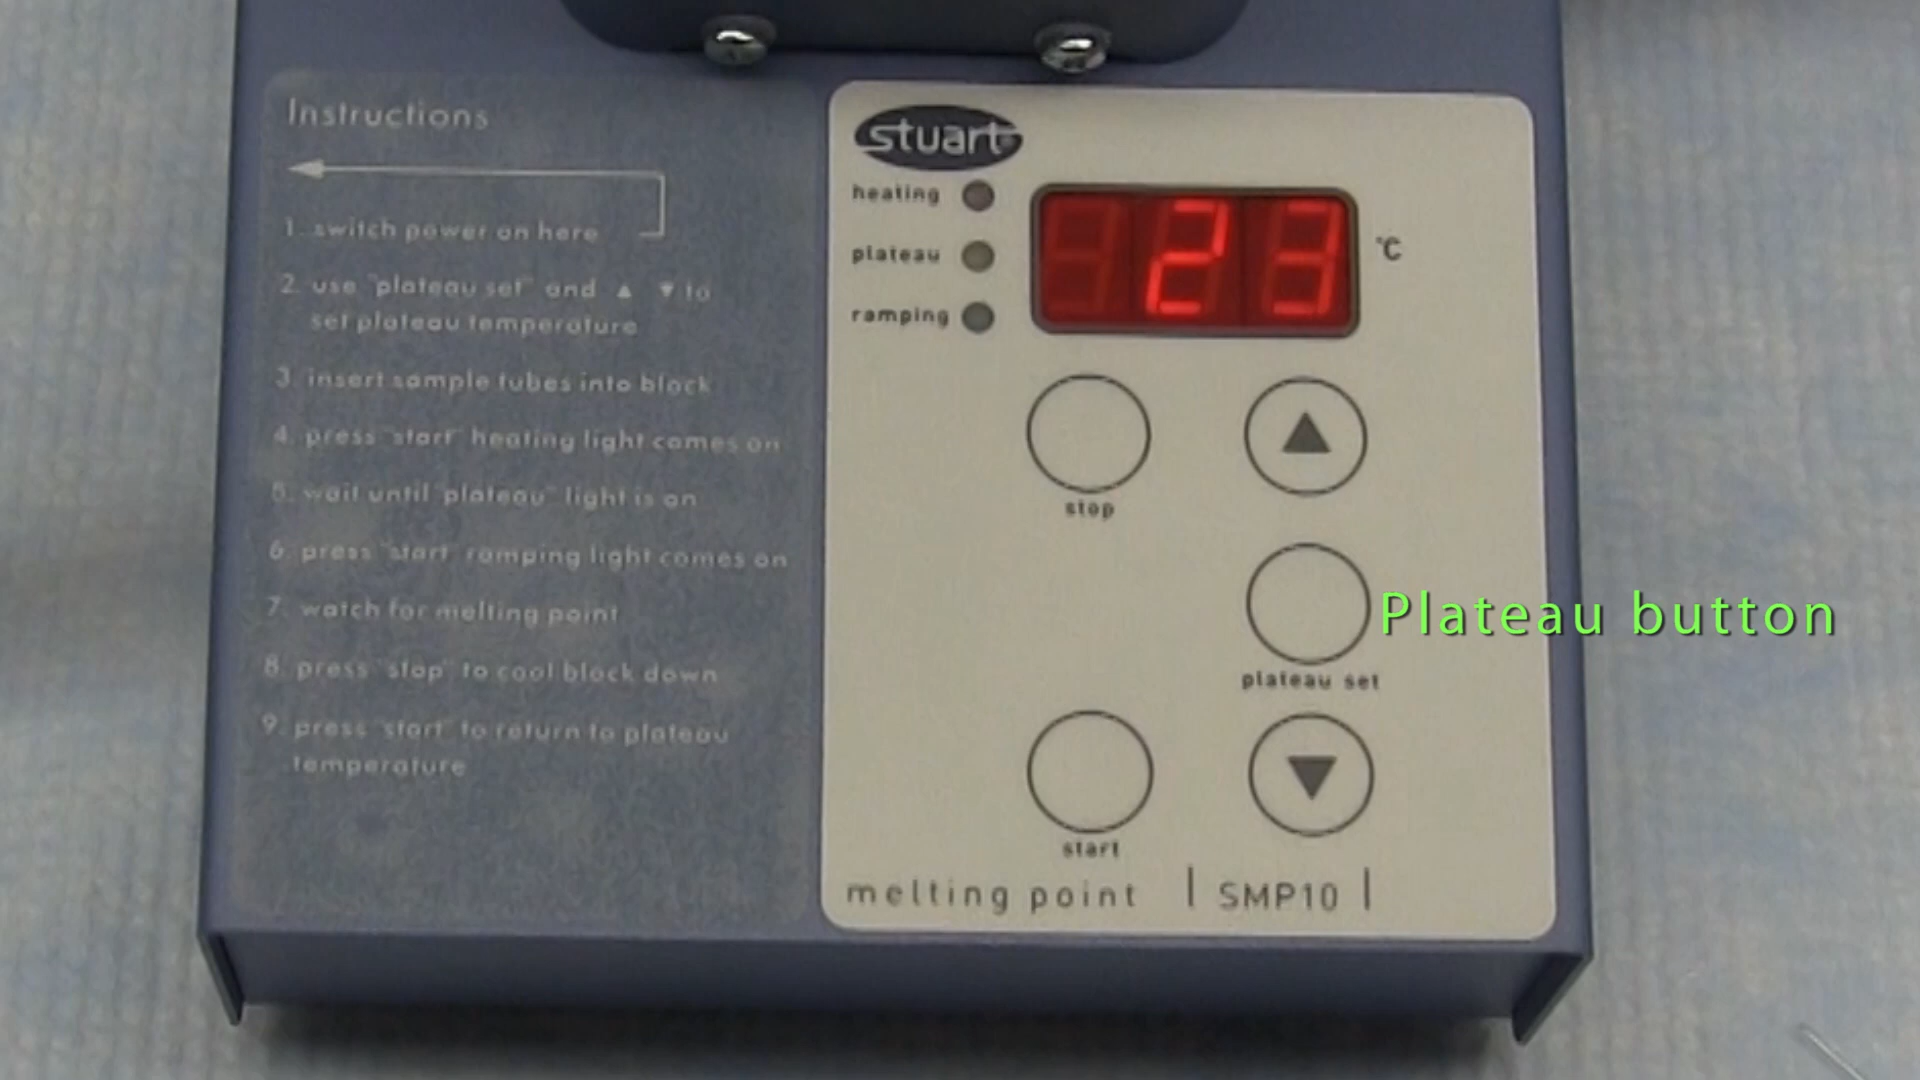 Instructions
1. switch power on here
2. use "plateau set" and ▲ ▼ to
set plateau temperature
3. insert sample tubes into block
4. press "start" heating light comes on
5. wait until "plateau" light is on
6. press "start" ramping light comes on
7. watch for melting point
8. press "stop" to cool block down
9. press "start" to return to plateau
temperature
stuart
heating
plateau
ramping
23
°C
stop
Plateau button
plateau set
start
melting point | SMP10 |